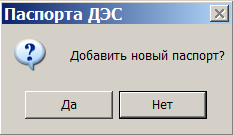 Паспорта ДЭС
Добавить новый паспорт?
Да
Нет